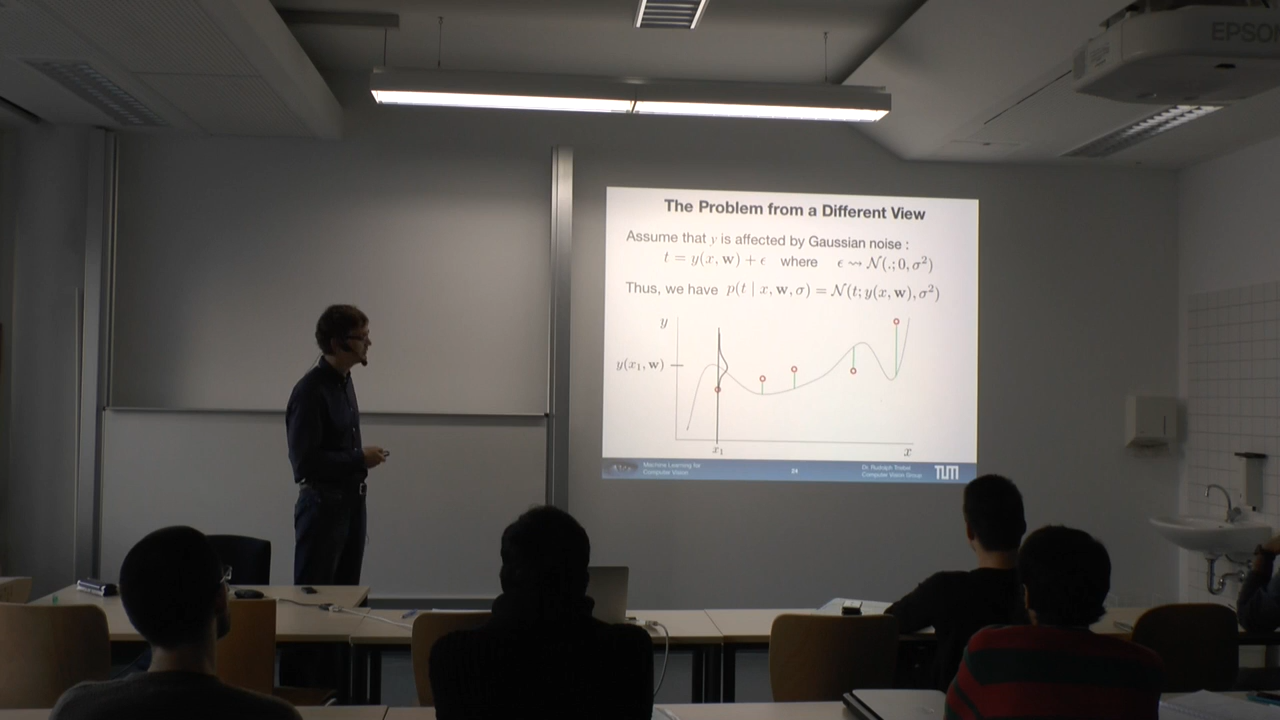 EPSON
The Problem from a Different View
Assume that y is affected by Gaussian noise :
t = y(x, w) + ϵ where ϵ ⇝ N(.; 0, σ²)
Thus, we have p(t | x, w, σ) = N(t; y(x, w), σ²)
y
y(x₁, w)
x₁
x
Machine Learning for
Computer Vision
24
Dr. Rudolph Triebel
Computer Vision Group
TUM